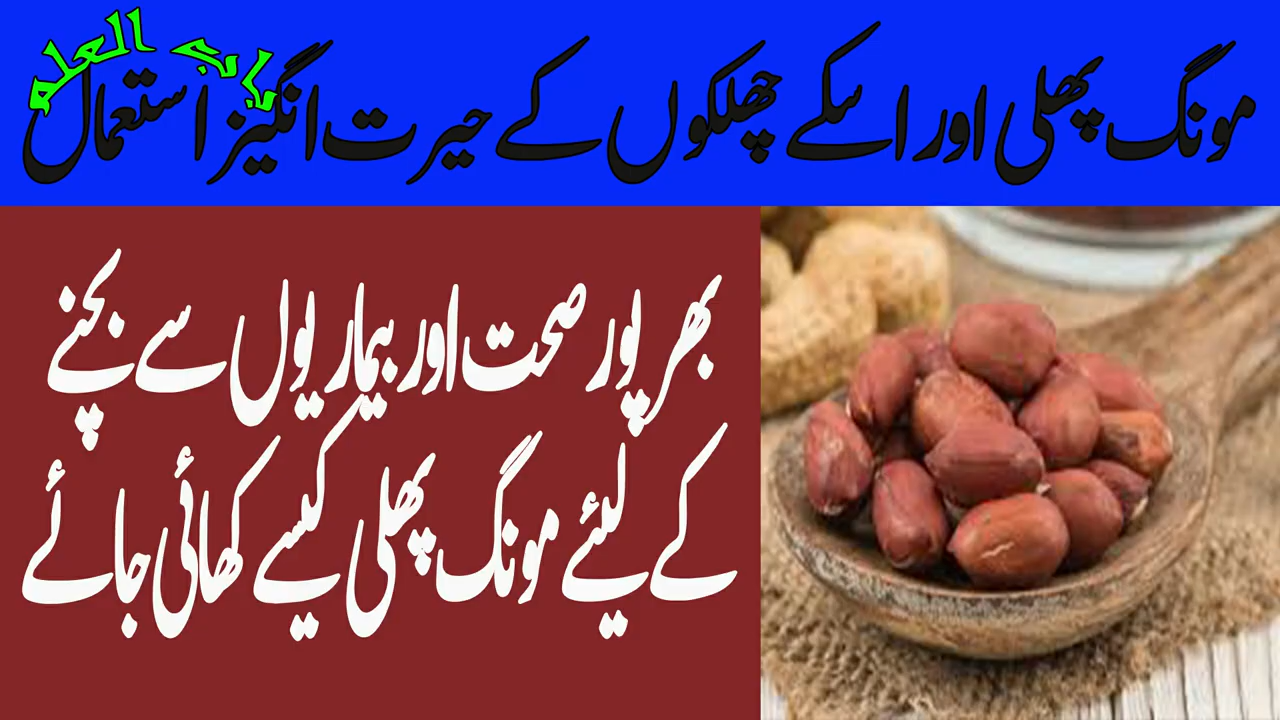 باب العلم
مونگ پھلی اور اسکے چھلکوں کے حیرت انگیز استعمال
بھرپور صحت اور بیماریوں سے بچنے
کے لیئے مونگ پھلی کیسے کھائی جائے